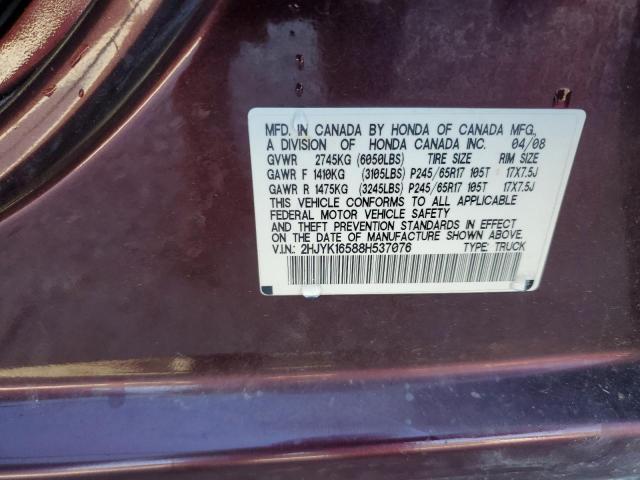 MFD. IN CANADA BY HONDA OF CANADA MFG.,
A DIVISION OF HONDA CANADA INC. 04/08
GVWR 2745KG (6050LBS) TIRE SIZE RIM SIZE
GAWR F 1410KG (3105LBS) P245/65R17 105T 17X7.5J
GAWR R 1475KG (3245LBS) P245/65R17 105T 17X7.5J
THIS VEHICLE CONFORMS TO ALL APPLICABLE
FEDERAL MOTOR VEHICLE SAFETY
AND THEFT PREVENTION STANDARDS IN EFFECT
ON THE DATE OF MANUFACTURE SHOWN ABOVE.
V.I.N.: 2HJYK16588H537076 TYPE: TRUCK